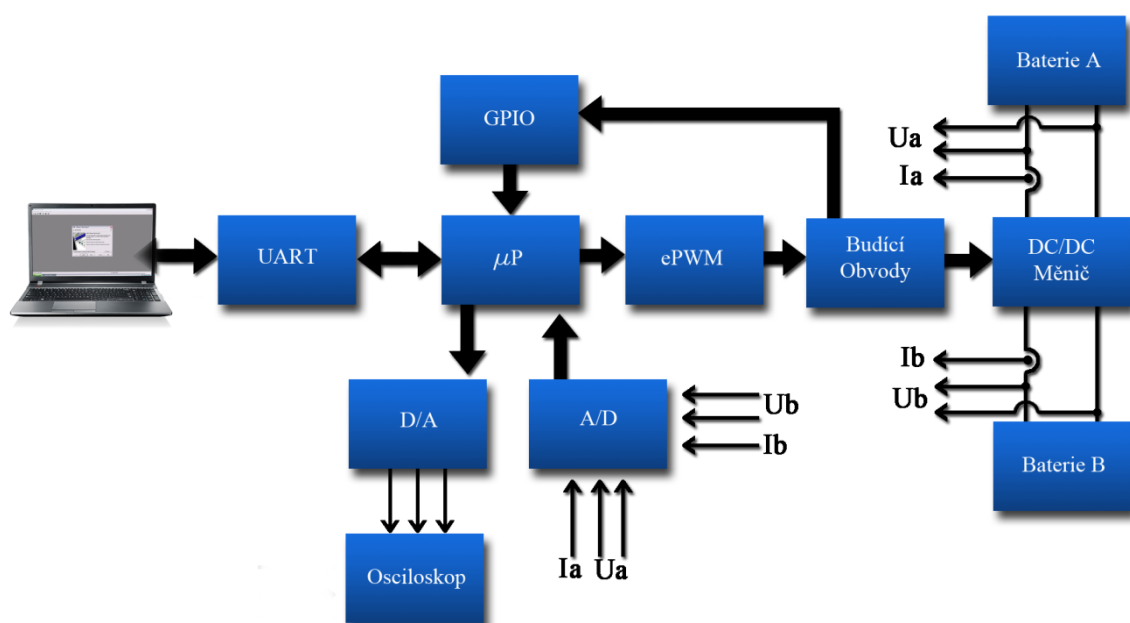 Baterie A
GPIO
Ua
Ia
UART
μP
ePWM
Budící
Obvody
DC/DC
Měnič
Ib
Ub
D/A
A/D
Ub
Ib
Baterie B
Osciloskop
Ia
Ua